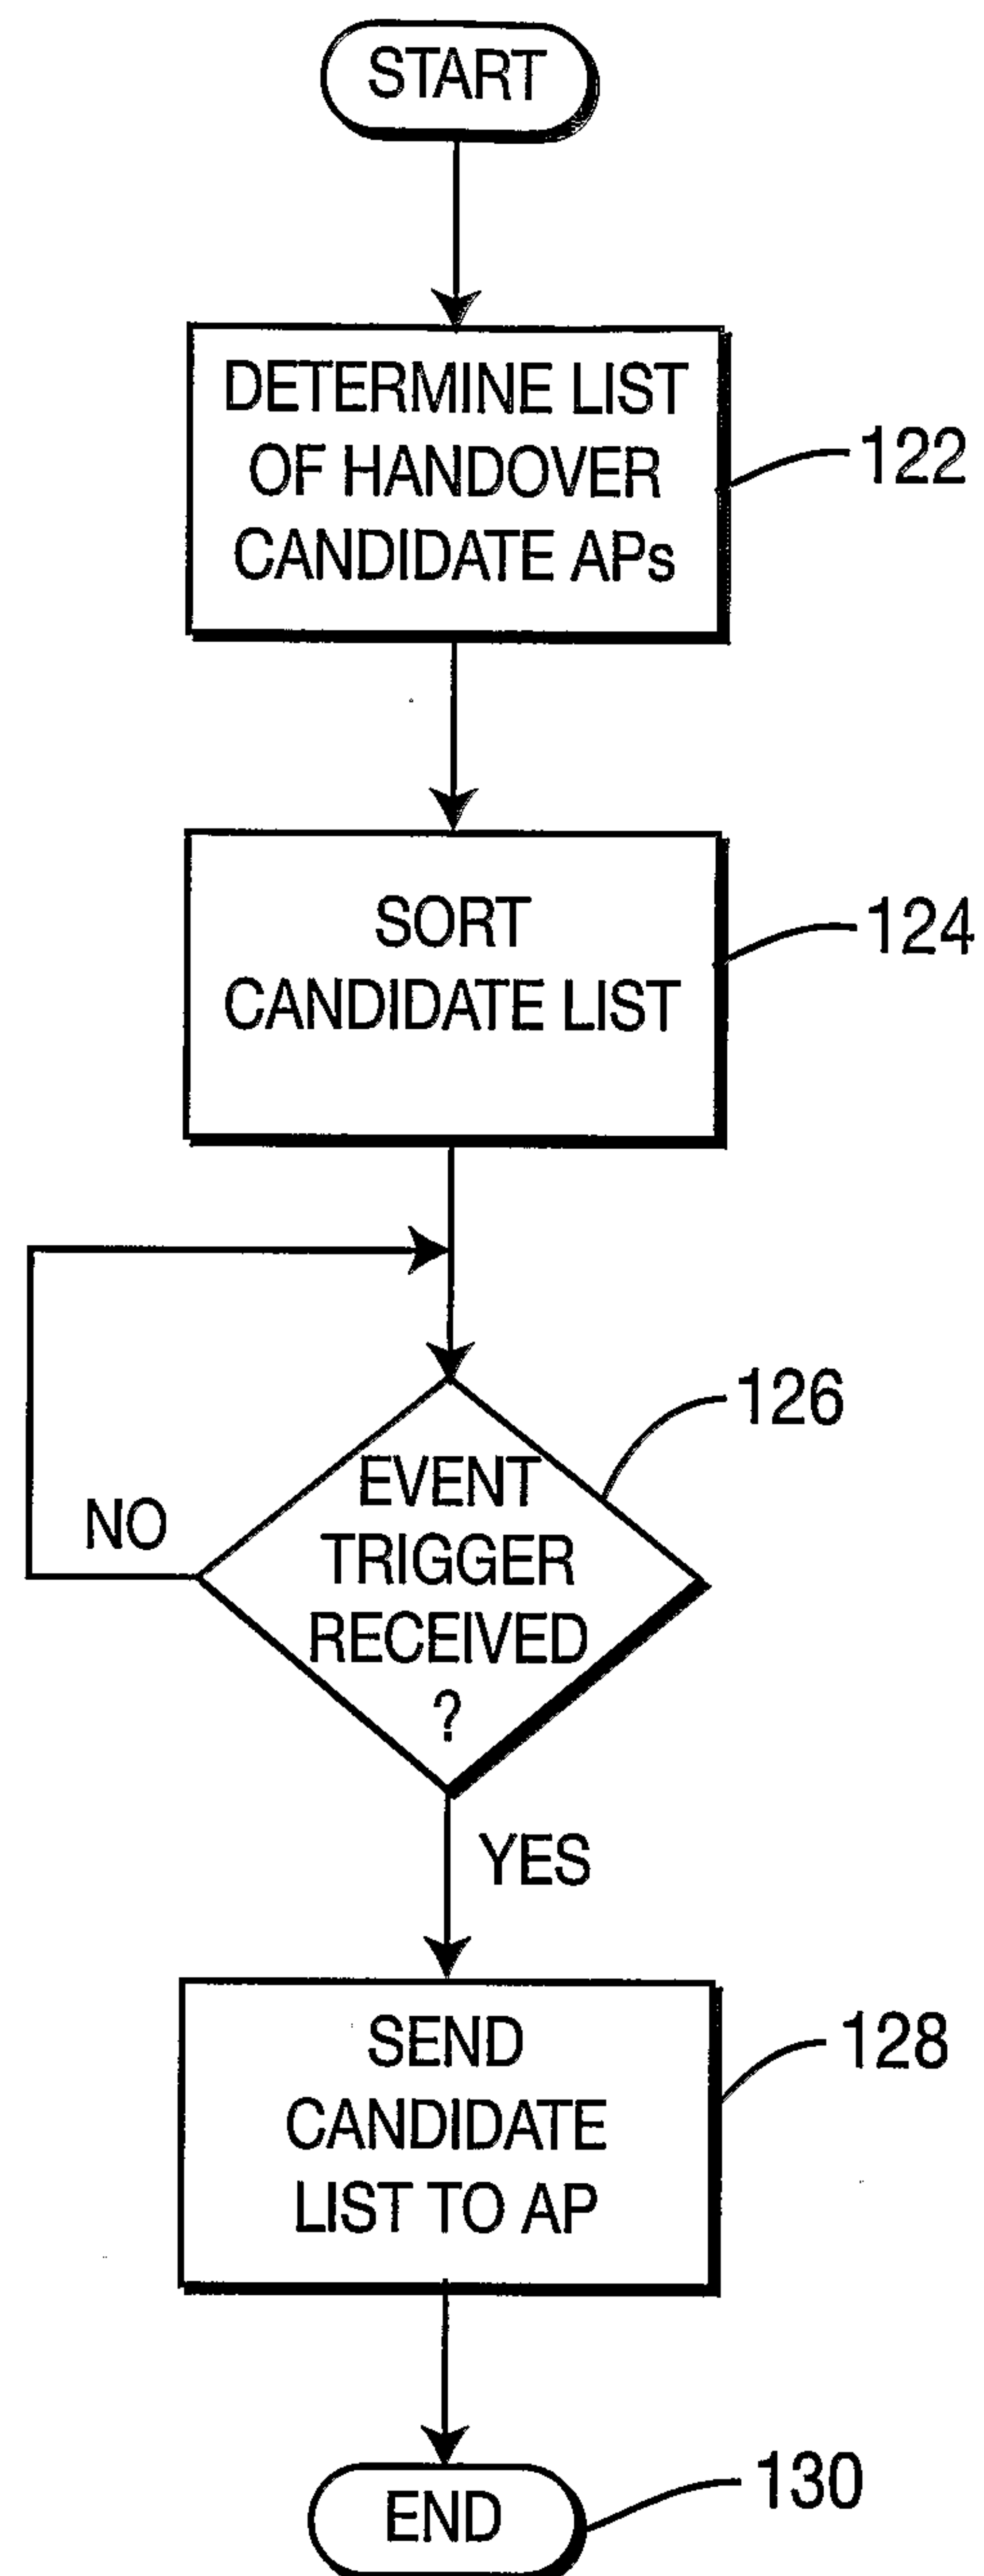 START
DETERMINE LIST
OF HANDOVER
CANDIDATE APs
122
SORT
CANDIDATE LIST
124
126
EVENT
TRIGGER
RECEIVED
?
NO
YES
SEND
CANDIDATE
LIST TO AP
128
END
130